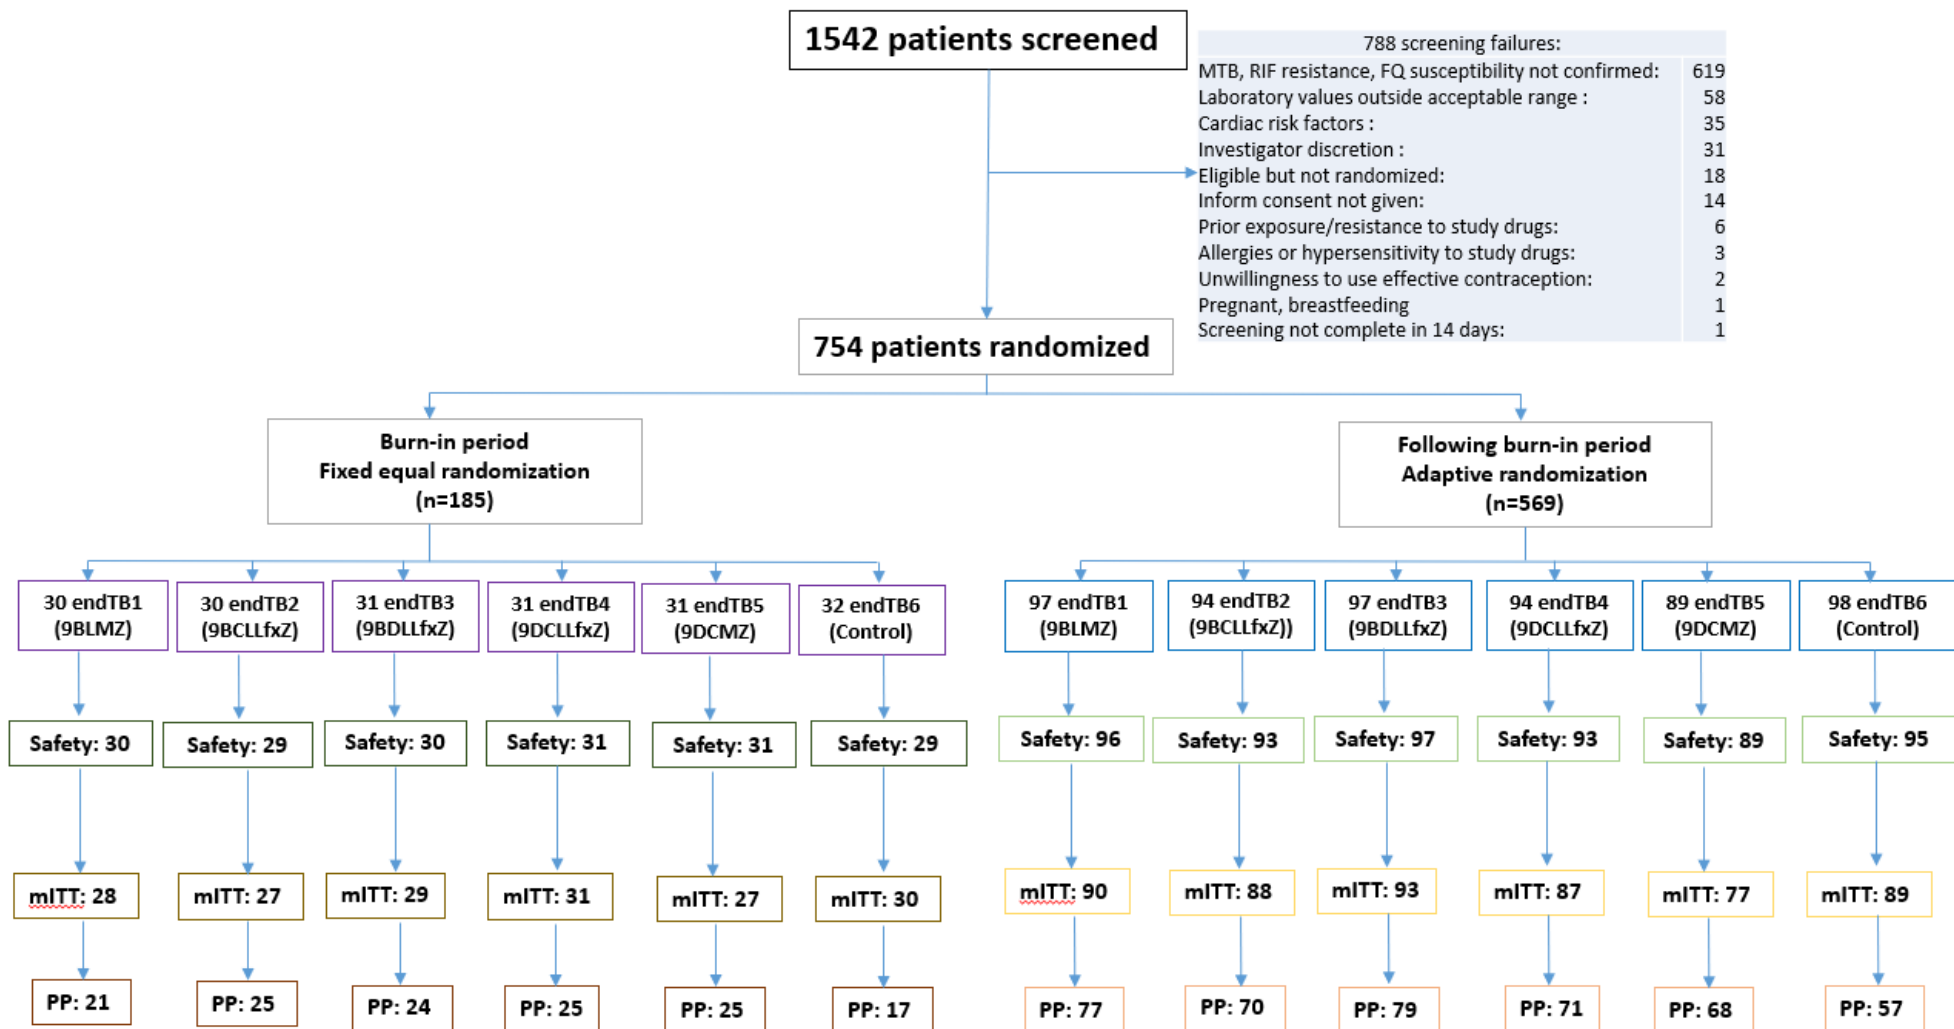 1542 patients screened
788 screening failures:
MTB, RIF resistance, FQ susceptibility not confirmed: 619
Laboratory values outside acceptable range : 58
Cardiac risk factors : 35
Investigator discretion : 31
Eligible but not randomized: 18
Inform consent not given: 14
Prior exposure/resistance to study drugs: 6
Allergies or hypersensitivity to study drugs: 3
Unwillingness to use effective contraception: 2
Pregnant, breastfeeding 1
Screening not complete in 14 days: 1
754 patients randomized
Burn-in period
Fixed equal randomization
(n=185)
Following burn-in period
Adaptive randomization
(n=569)
30 endTB1
(9BLMZ)
30 endTB2
(9BCLLfxZ)
31 endTB3
(9BDLLfxZ)
31 endTB4
(9DCLLfxZ)
31 endTB5
(9DCMZ)
32 endTB6
(Control)
97 endTB1
(9BLMZ)
94 endTB2
(9BCLLfxZ))
97 endTB3
(9BDLLfxZ)
94 endTB4
(9DCLLfxZ)
89 endTB5
(9DCMZ)
98 endTB6
(Control)
Safety: 30
Safety: 29
Safety: 30
Safety: 31
Safety: 31
Safety: 29
Safety: 96
Safety: 93
Safety: 97
Safety: 93
Safety: 89
Safety: 95
mITT: 28
mITT: 27
mITT: 29
mITT: 31
mITT: 27
mITT: 30
mITT: 90
mITT: 88
mITT: 93
mITT: 87
mITT: 77
mITT: 89
PP: 21
PP: 25
PP: 24
PP: 25
PP: 25
PP: 17
PP: 77
PP: 70
PP: 79
PP: 71
PP: 68
PP: 57